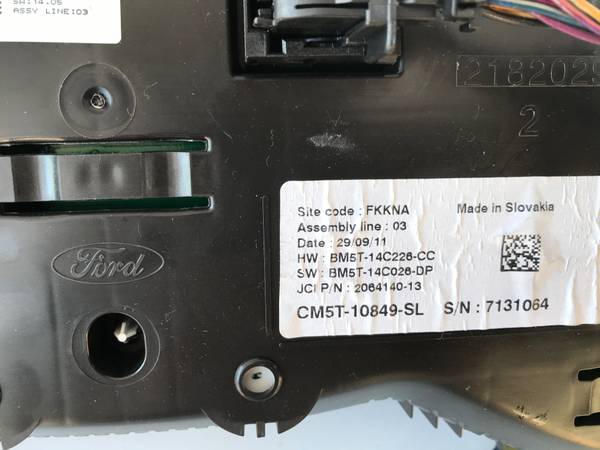 SW:14.05
ASSY LINE:03
2182029
2
Site code : FKKNA
Made in Slovakia
Assembly line : 03
Date : 29/09/11
HW : BM5T-14C226-CC
SW : BM5T-14C026-DP
JCI P/N : 2064140-13
CM5T-10849-SL S/N : 7131064
Ford